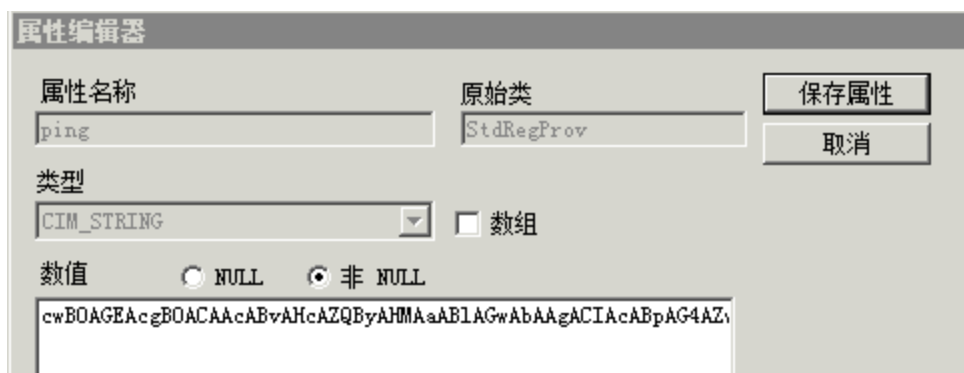 属性编辑器
属性名称
原始类
保存属性
ping
StdRegProv
取消
类型
CIM_STRING
数组
数值
NULL
非 NULL
cwB0AGEAcgB0ACAAcABvAHcAZQByAHMAaABlAGwAbAAgACIAcABpAG4AZw